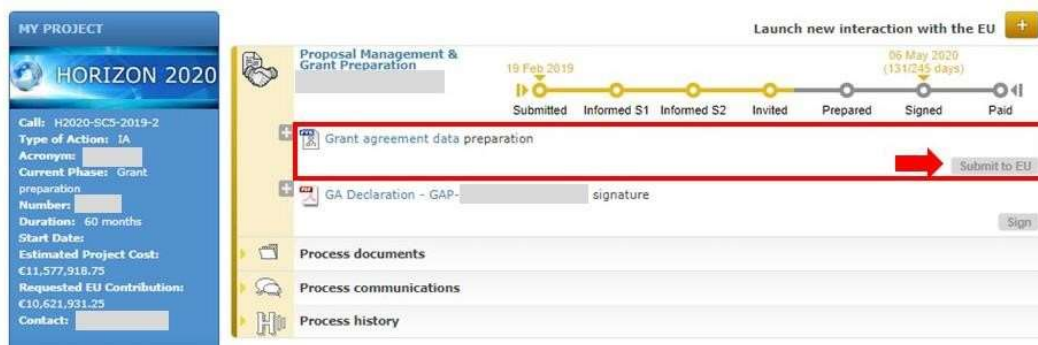 MY PROJECT
HORIZON 2020
Call: H2020-SC5-2019-2
Type of Action: IA
Acronym:
Current Phase: Grant
preparation
Number:
Duration: 60 months
Start Date:
Estimated Project Cost:
€11,577,918.75
Requested EU Contribution:
€10,621,931.25
Contact:
Launch new interaction with the EU +
Proposal Management &
Grant Preparation
19 Feb 2019
06 May 2020
(131/245 days)
Submitted Informed S1 Informed S2 Invited Prepared Signed Paid
Grant agreement data preparation
Submit to EU
GA Declaration - GAP- signature
Sign
Process documents
Process communications
Process history